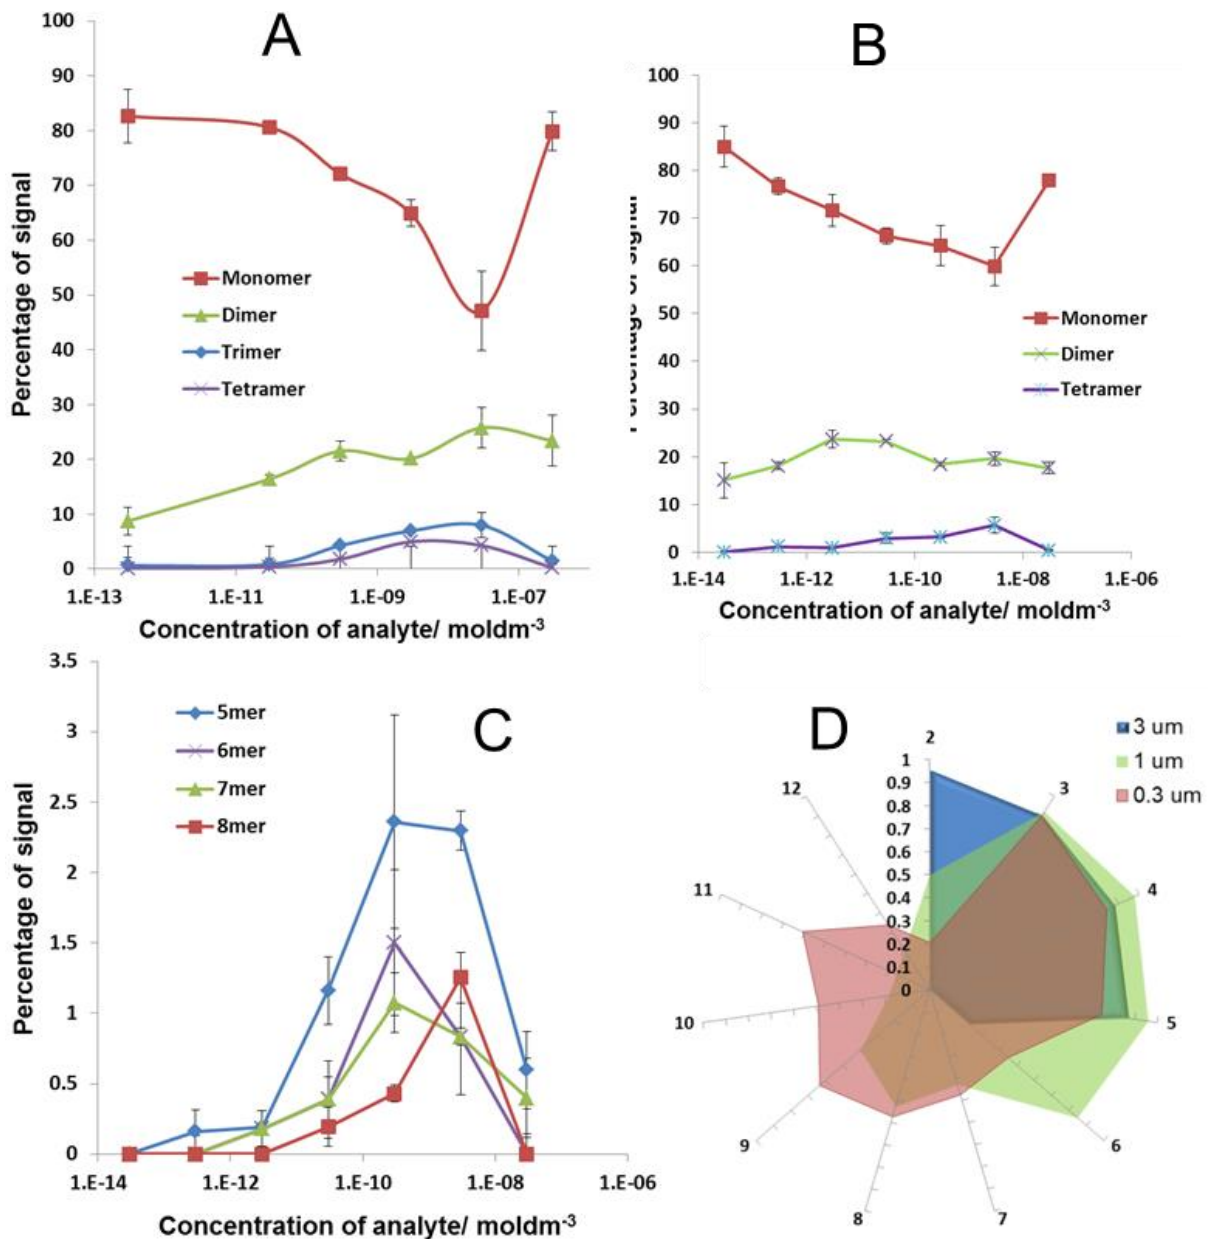 A
100
90
80
70
60
50
40
30
20
10
0
Percentage of signal
Monomer
Dimer
Trimer
Tetramer
1.E-13 1.E-11 1.E-09 1.E-07
Concentration of analyte/ moldm-3
B
100
90
80
70
60
50
40
30
20
10
0
Percentage of signal
Monomer
Dimer
Tetramer
1.E-14 1.E-12 1.E-10 1.E-08 1.E-06
Concentration of analyte/ moldm-3
C
3.5
3
2.5
2
1.5
1
0.5
0
Percentage of signal
5mer
6mer
7mer
8mer
1.E-14 1.E-12 1.E-10 1.E-08 1.E-06
Concentration of analyte/ moldm-3
D
3 um
1 um
0.3 um
2
3
4
5
6
7
8
9
10
11
12
1
0.9
0.8
0.7
0.6
0.5
0.4
0.3
0.2
0.1
0